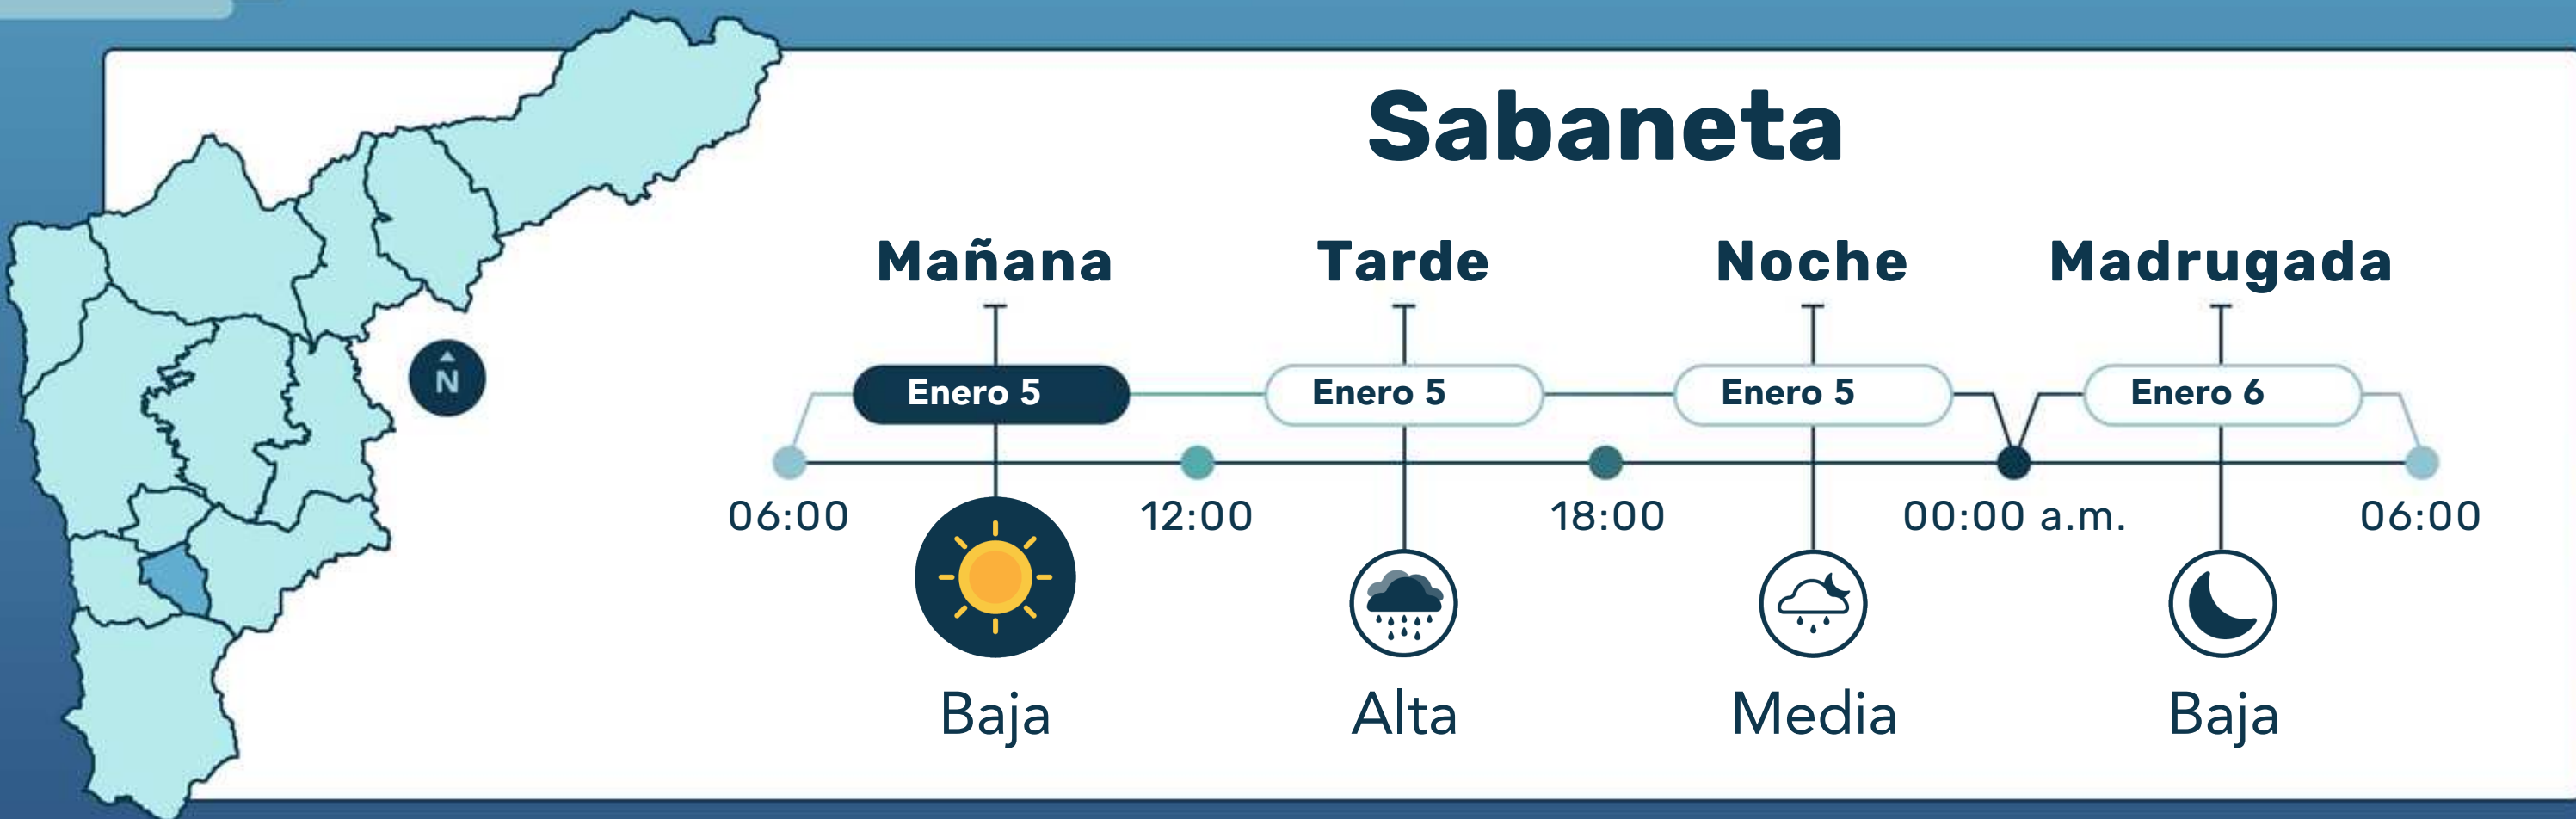 Sabaneta
Mañana Tarde Noche Madrugada
Enero 5 Enero 5 Enero 5 Enero 6
N
06:00 12:00 18:00 00:00 a.m. 06:00
Baja Alta Media Baja